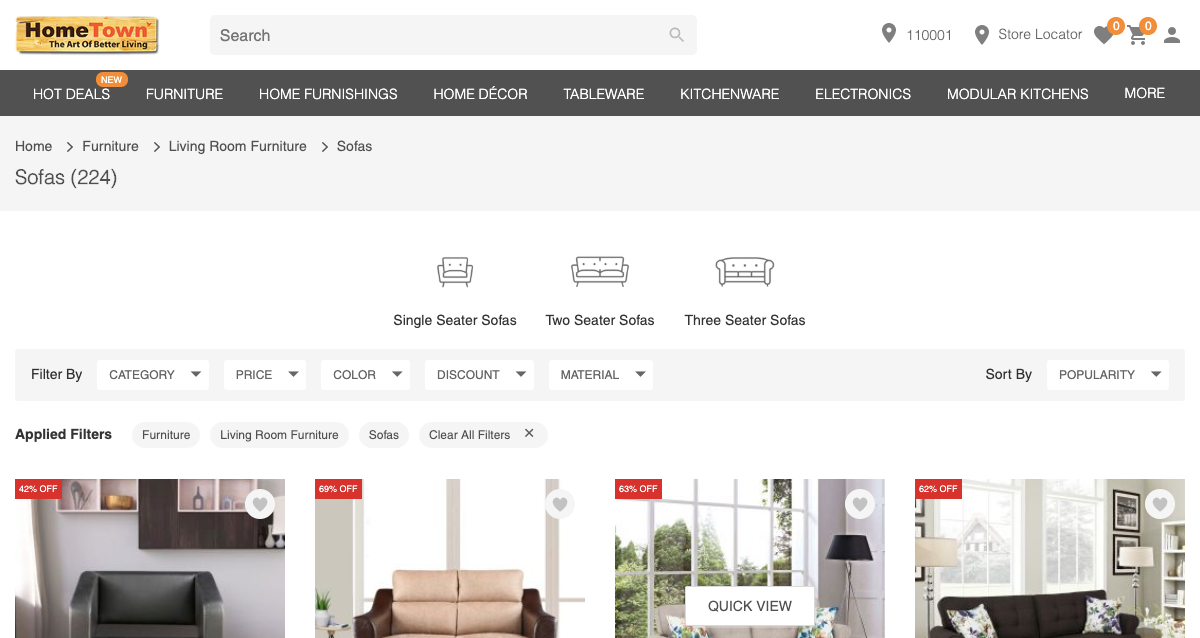 HomeTown
The Art Of Better Living
Search
110001
Store Locator
0
0
NEW
HOT DEALS
FURNITURE
HOME FURNISHINGS
HOME DÉCOR
TABLEWARE
KITCHENWARE
ELECTRONICS
MODULAR KITCHENS
MORE
Home > Furniture > Living Room Furniture > Sofas
Sofas (224)
Single Seater Sofas
Two Seater Sofas
Three Seater Sofas
Filter By
CATEGORY
PRICE
COLOR
DISCOUNT
MATERIAL
Sort By
POPULARITY
Applied Filters
Furniture
Living Room Furniture
Sofas
Clear All Filters ✕
42% OFF
69% OFF
63% OFF
62% OFF
QUICK VIEW